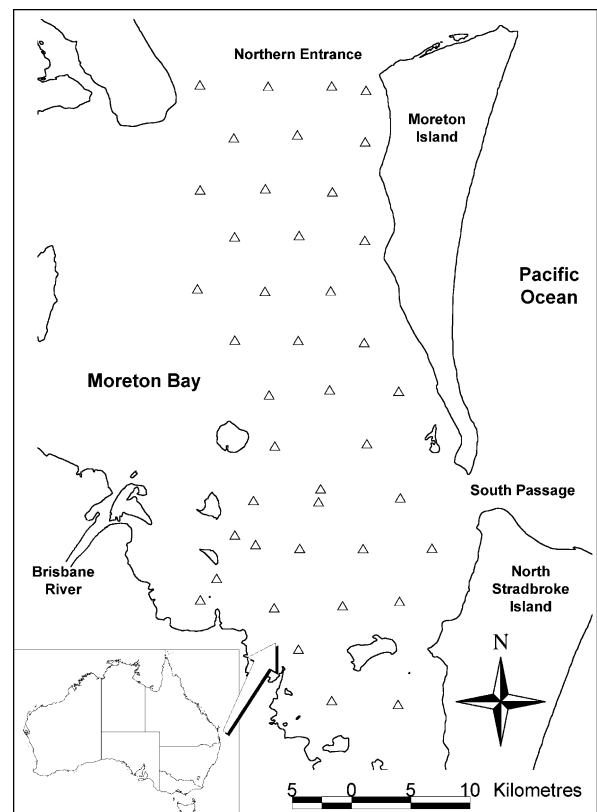 Northern Entrance
Moreton
Island
Pacific
Ocean
Moreton Bay
South Passage
Brisbane
River
North
Stradbroke
Island
N
5 0 5 10 Kilometres